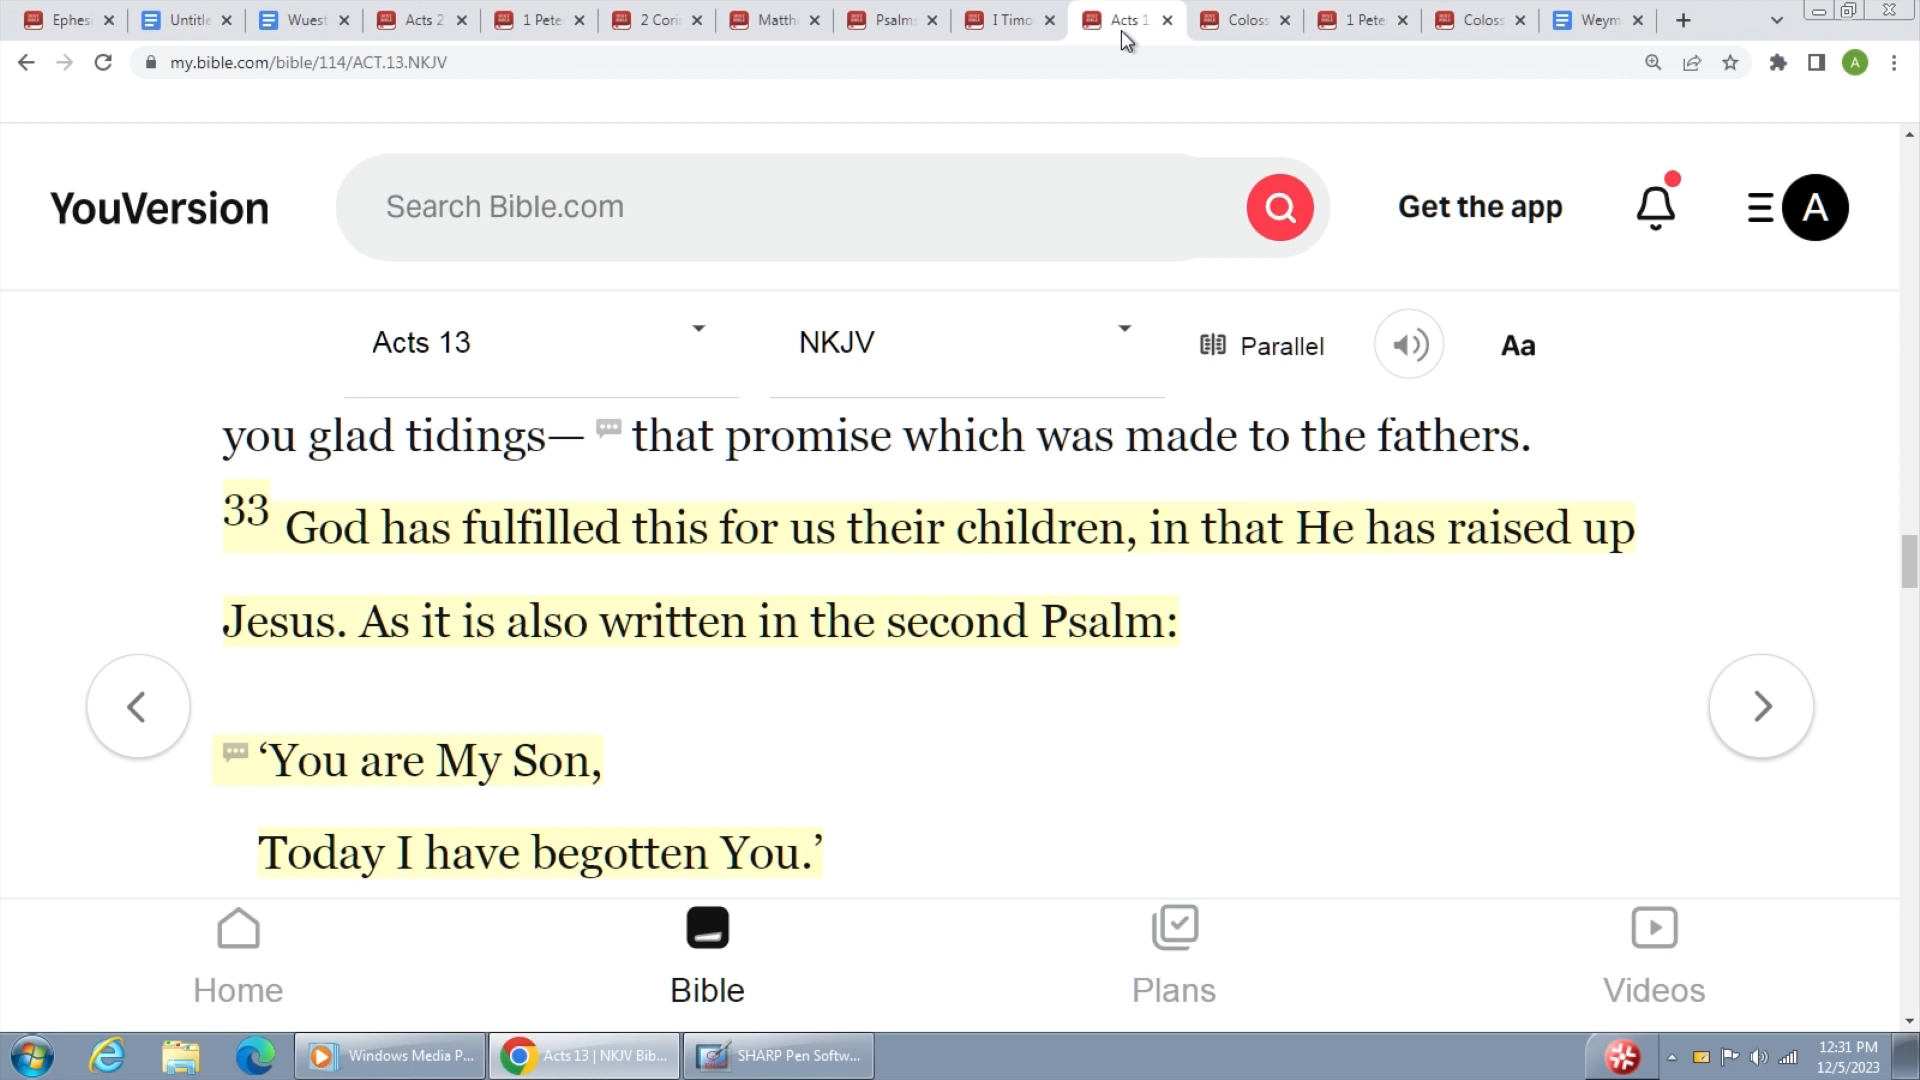 Ephes
Untitle
Wuest
Acts 2
1 Pete
2 Cori
Matth
Psalm
I Timo
Acts 1
Coloss
1 Pete
Coloss
Weym
my.bible.com/bible/114/ACT.13.NKJV
A
YouVersion
Search Bible.com
Get the app
A
Acts 13
NKJV
Parallel
Aa
you glad tidings— that promise which was made to the fathers.
33 God has fulfilled this for us their children, in that He has raised up
Jesus. As it is also written in the second Psalm:
‘You are My Son,
Today I have begotten You.’
Home
Bible
Plans
Videos
Windows Media P...
Acts 13 | NKJV Bib...
SHARP Pen Softw...
12:31 PM
12/5/2023